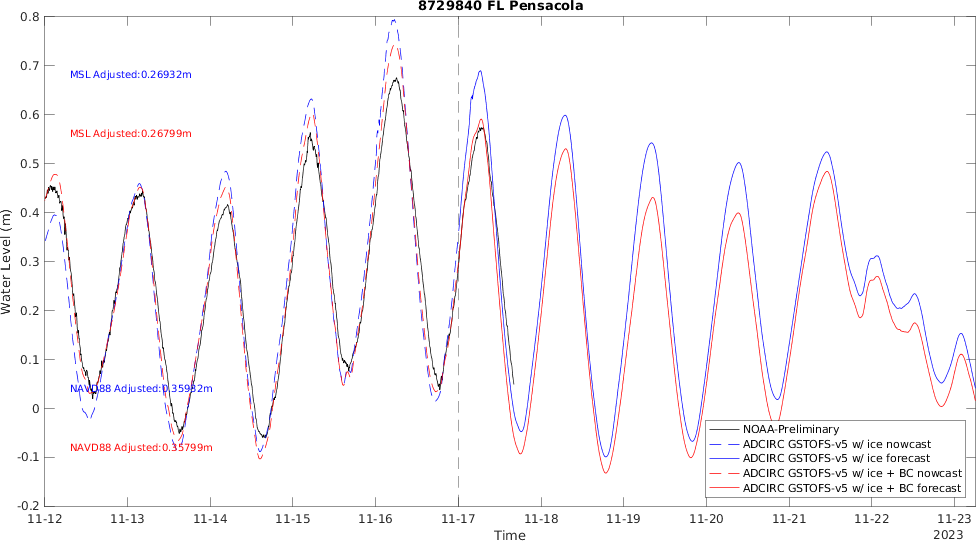 8729840 FL Pensacola
0.8
0.7
0.6
0.5
0.4
0.3
0.2
0.1
0
-0.1
-0.2
Water Level (m)
MSL Adjusted:0.26932m
MSL Adjusted:0.26799m
NAVD88 Adjusted:0.35932m
NAVD88 Adjusted:0.35799m
NOAA-Preliminary
ADCIRC GSTOFS-v5 w/ ice nowcast
ADCIRC GSTOFS-v5 w/ ice forecast
ADCIRC GSTOFS-v5 w/ ice + BC nowcast
ADCIRC GSTOFS-v5 w/ ice + BC forecast
11-12 11-13 11-14 11-15 11-16 11-17 11-18 11-19 11-20 11-21 11-22 11-23
Time
2023